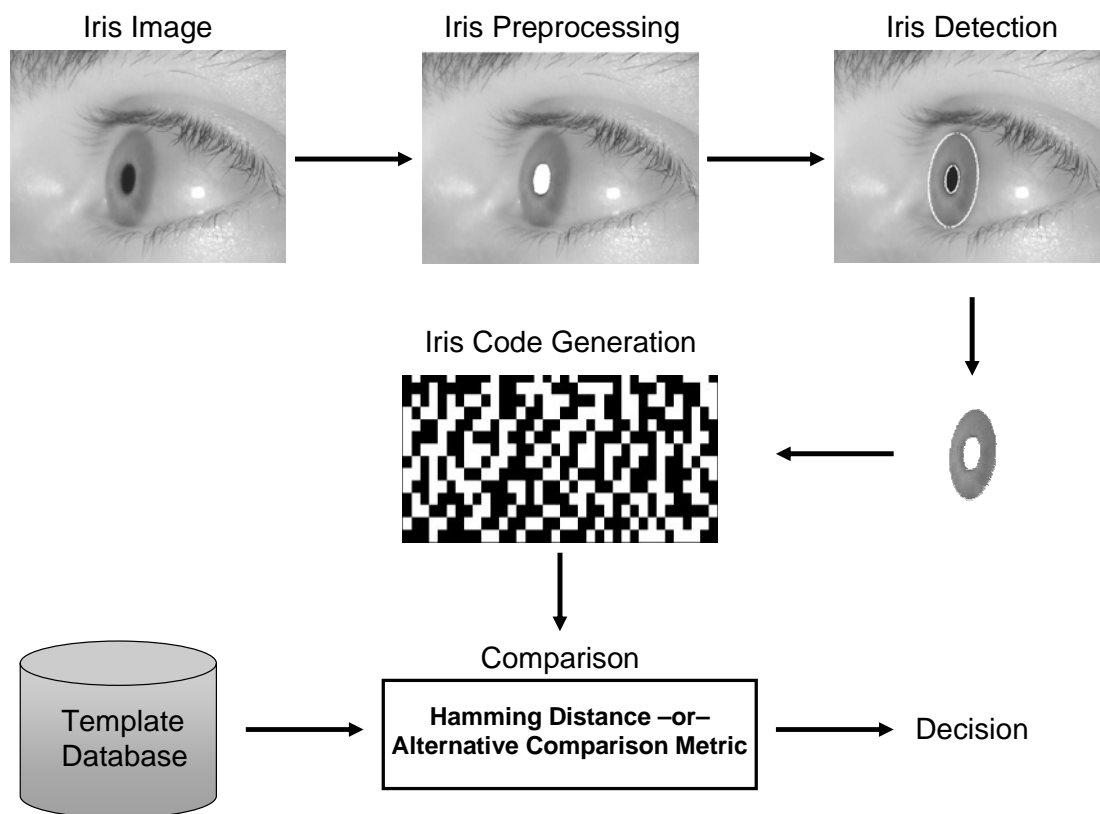 Iris Image
Iris Preprocessing
Iris Detection
Iris Code Generation
Comparison
Hamming Distance –or–
Alternative Comparison Metric
Template
Database
Decision